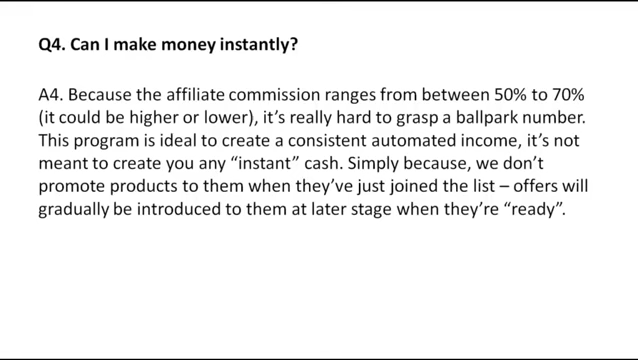 Q4. Can I make money instantly?
A4. Because the affiliate commission ranges from between 50% to 70%
(it could be higher or lower), it’s really hard to grasp a ballpark number.
This program is ideal to create a consistent automated income, it’s not
meant to create you any “instant” cash. Simply because, we don’t
promote products to them when they’ve just joined the list – offers will
gradually be introduced to them at later stage when they’re “ready”.